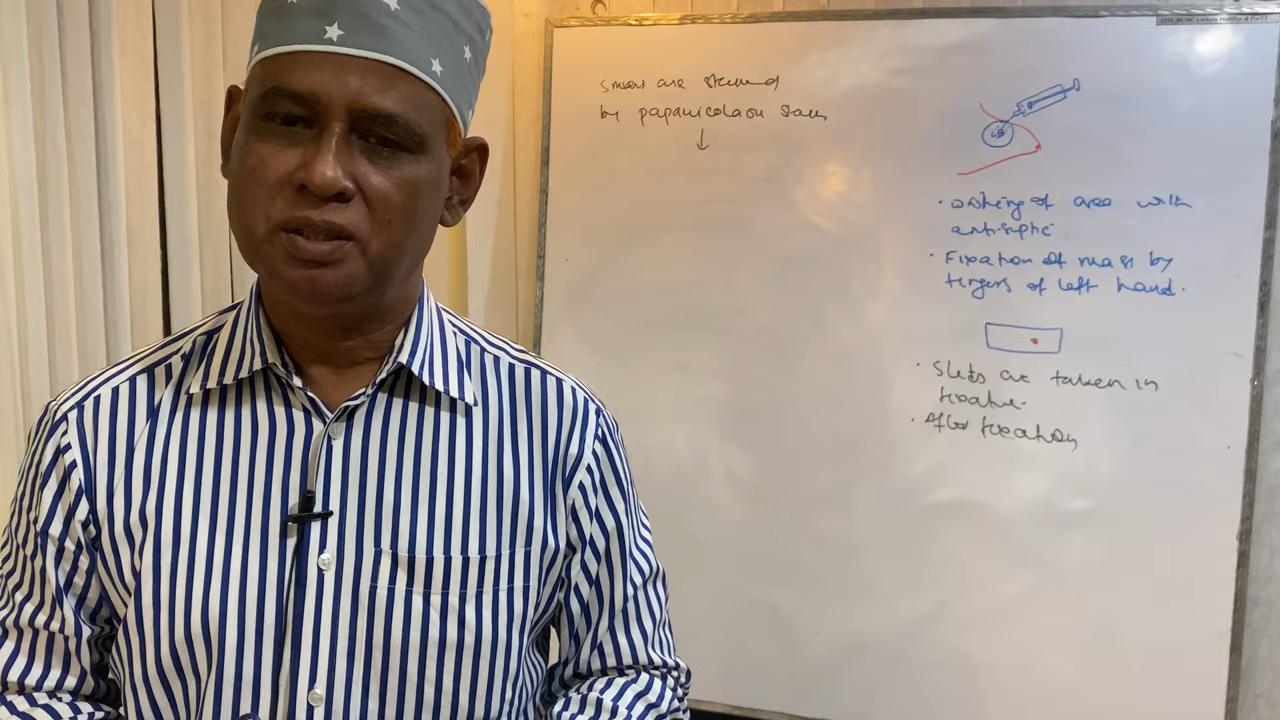 smears are stained
by papanicolaou stain
↓
• washing of area with
antiseptic
• Fixation of mass by
fingers of left hand.
• Slides are taken in
fixative.
• After fixation